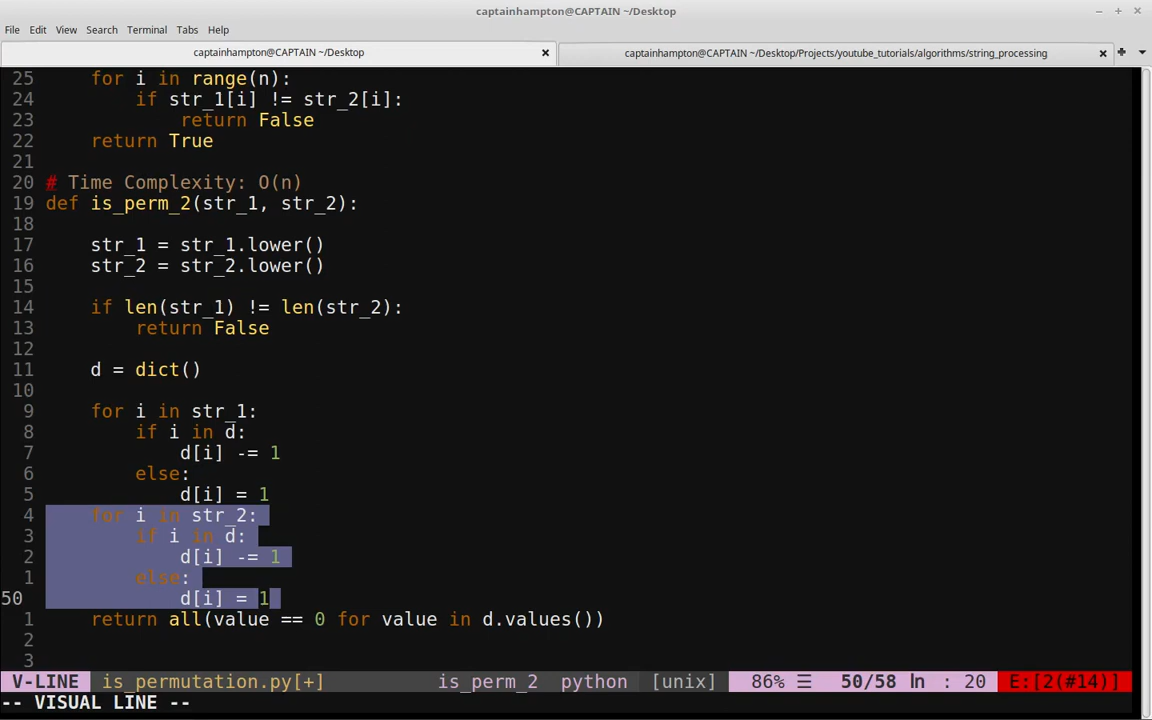 captainhampton@CAPTAIN ~/Desktop
File Edit View Search Terminal Tabs Help
captainhampton@CAPTAIN ~/Desktop captainhampton@CAPTAIN ~/Desktop/Projects/youtube_tutorials/algorithms/string_processing
25     for i in range(n):
24         if str_1[i] != str_2[i]:
23             return False
22     return True
21
20 # Time Complexity: O(n)
19 def is_perm_2(str_1, str_2):
18
17     str_1 = str_1.lower()
16     str_2 = str_2.lower()
15
14     if len(str_1) != len(str_2):
13         return False
12
11     d = dict()
10
9     for i in str_1:
8         if i in d:
7             d[i] -= 1
6         else:
5             d[i] = 1
4     for i in str_2:
3         if i in d:
2             d[i] -= 1
1         else:
50             d[i] = 1
1     return all(value == 0 for value in d.values())
2
3
V-LINE is_permutation.py[+] is_perm_2 python [unix] 86% ☰ 50/58 ln : 20 E:[2(#14)]
-- VISUAL LINE --